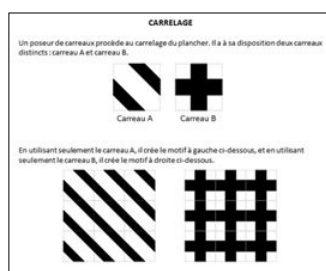 CARRELAGE
Un poseur de carreaux procède au carrelage du plancher. Il a à sa disposition deux carreaux
distincts : carreau A et carreau B.
Carreau A Carreau B
En utilisant seulement le carreau A, il crée le motif à gauche ci-dessous, et en utilisant
seulement le carreau B, il crée le motif à droite ci-dessous.